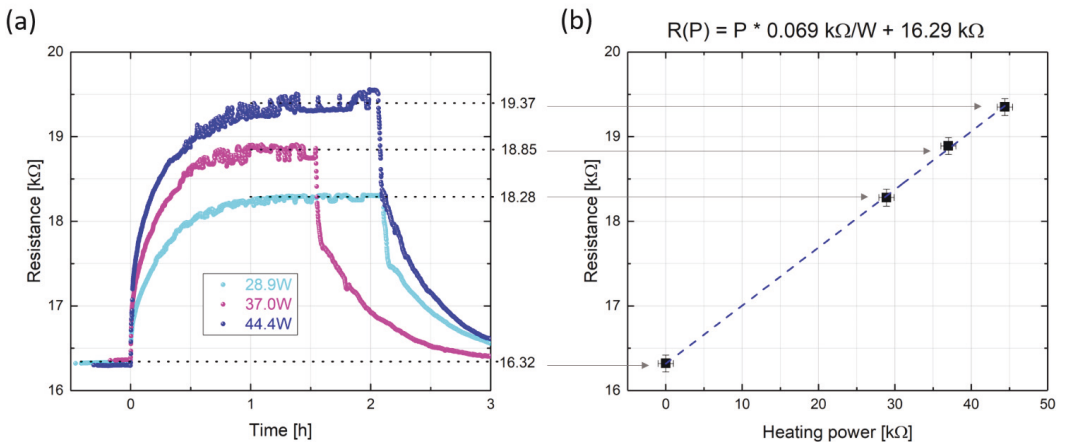 (a)
20
19
18
17
16
Resistance [kΩ]
28.9W
37.0W
44.4W
0
1
2
3
Time [h]
19.37
18.85
18.28
16.32
(b)
R(P) = P * 0.069 kΩ/W + 16.29 kΩ
20
19
18
17
16
Resistance [kΩ]
0
10
20
30
40
50
Heating power [kΩ]